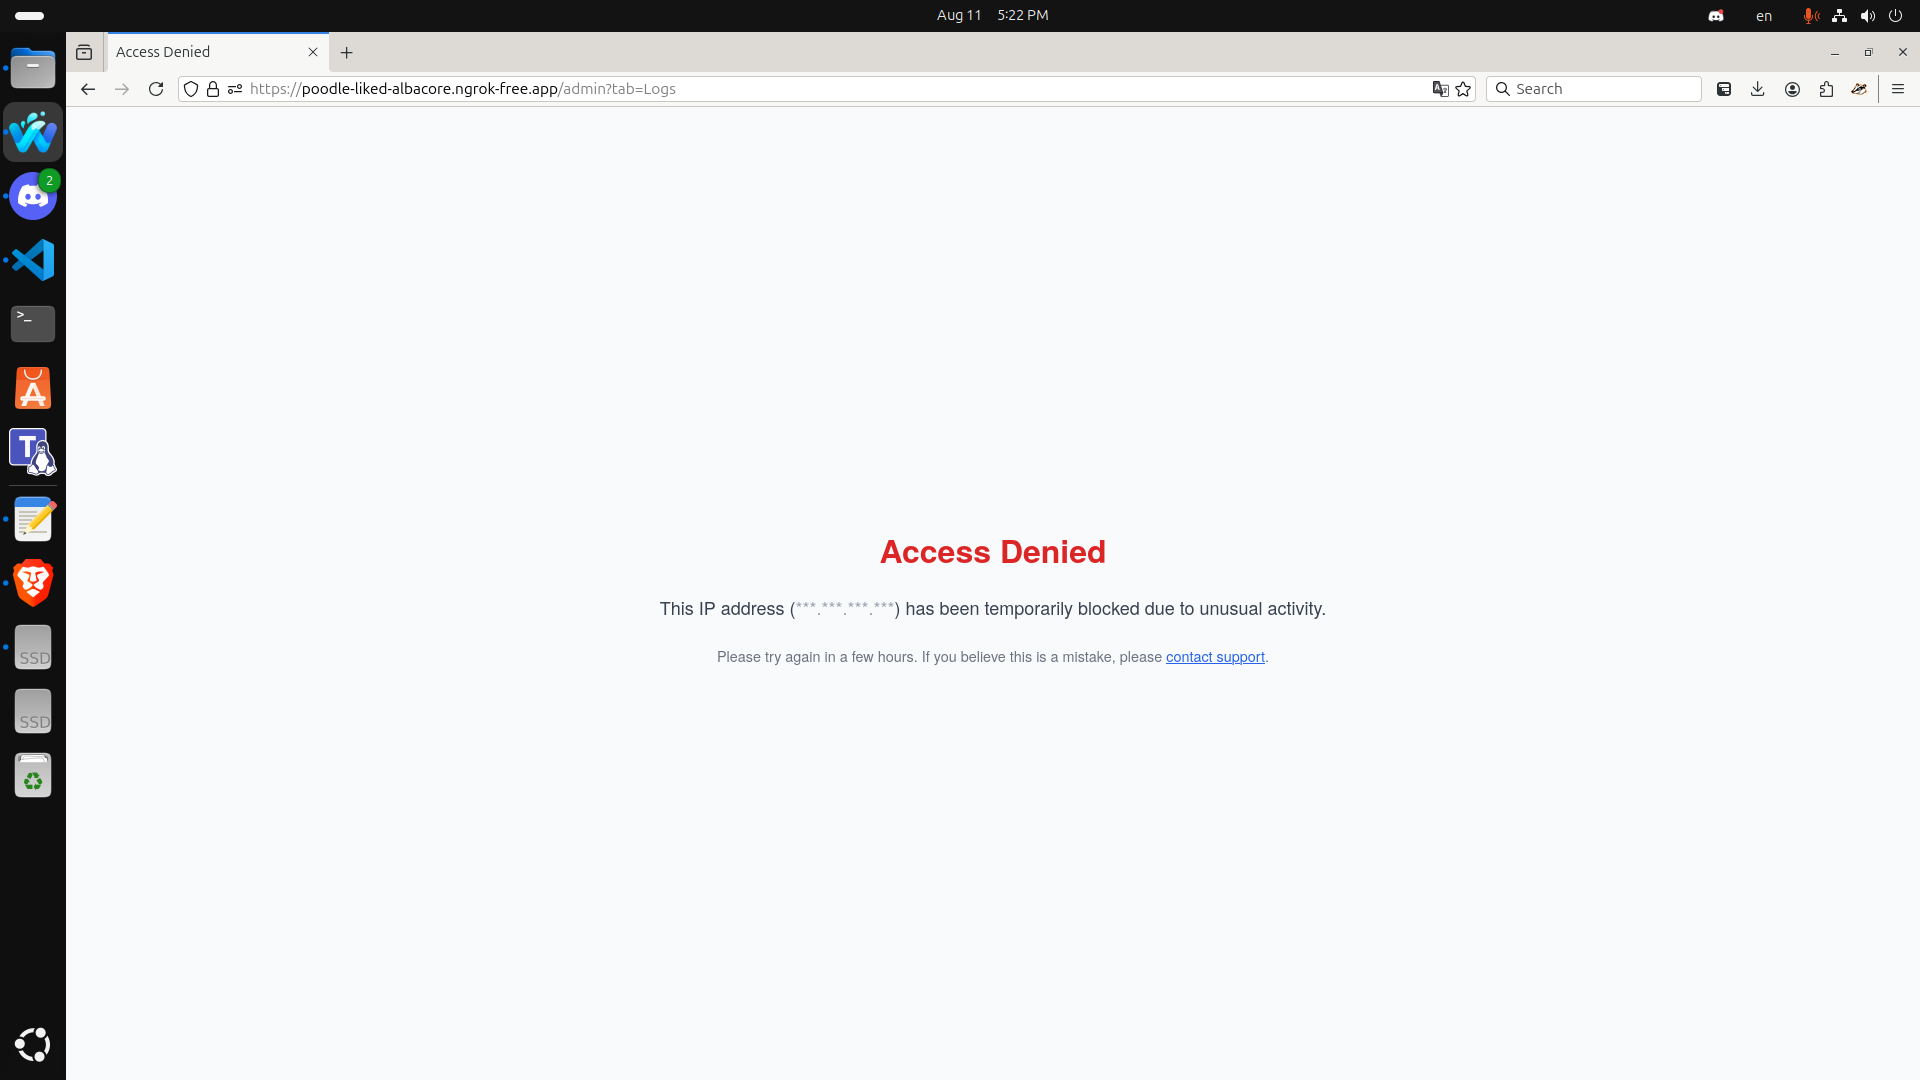 Aug 11 5:22 PM
en
Access Denied
https://poodle-liked-albacore.ngrok-free.app/admin?tab=Logs
Search
2
>_
A
T
SSD
SSD
Access Denied
This IP address (***.***.***.***) has been temporarily blocked due to unusual activity.
Please try again in a few hours. If you believe this is a mistake, please contact support.